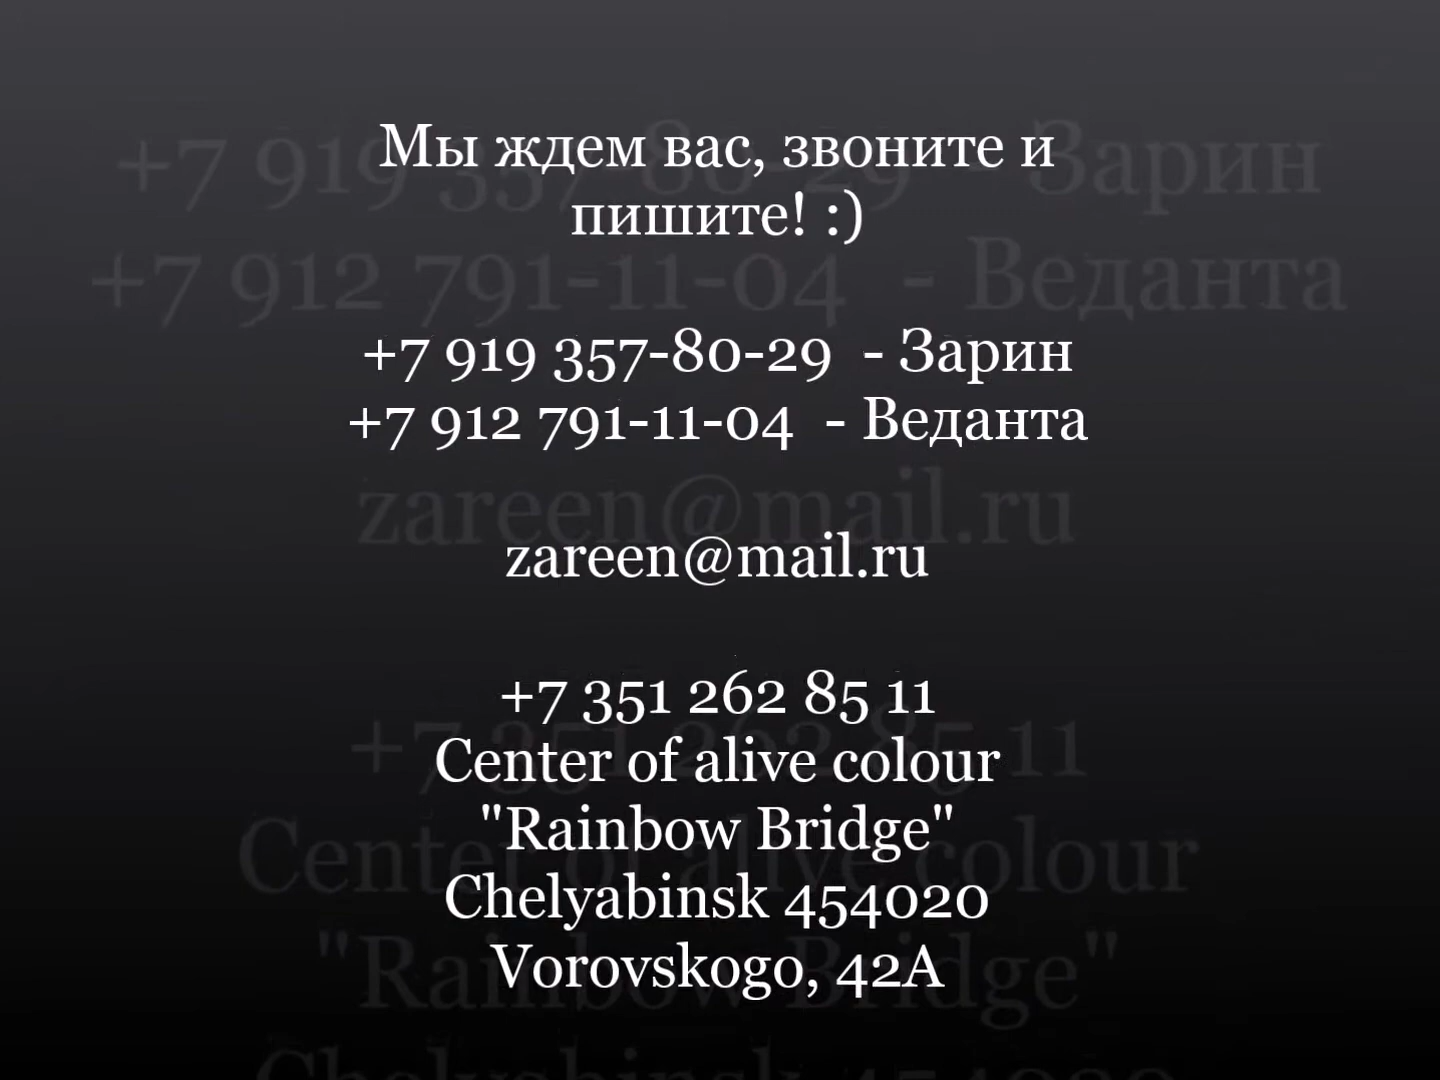 Мы ждем вас, звоните и
пишите! :)
+7 919 357-80-29 - Зарин
+7 912 791-11-04 - Веданта
zareen@mail.ru
+7 351 262 85 11
Center of alive colour
"Rainbow Bridge"
Chelyabinsk 454020
Vorovskogo, 42A